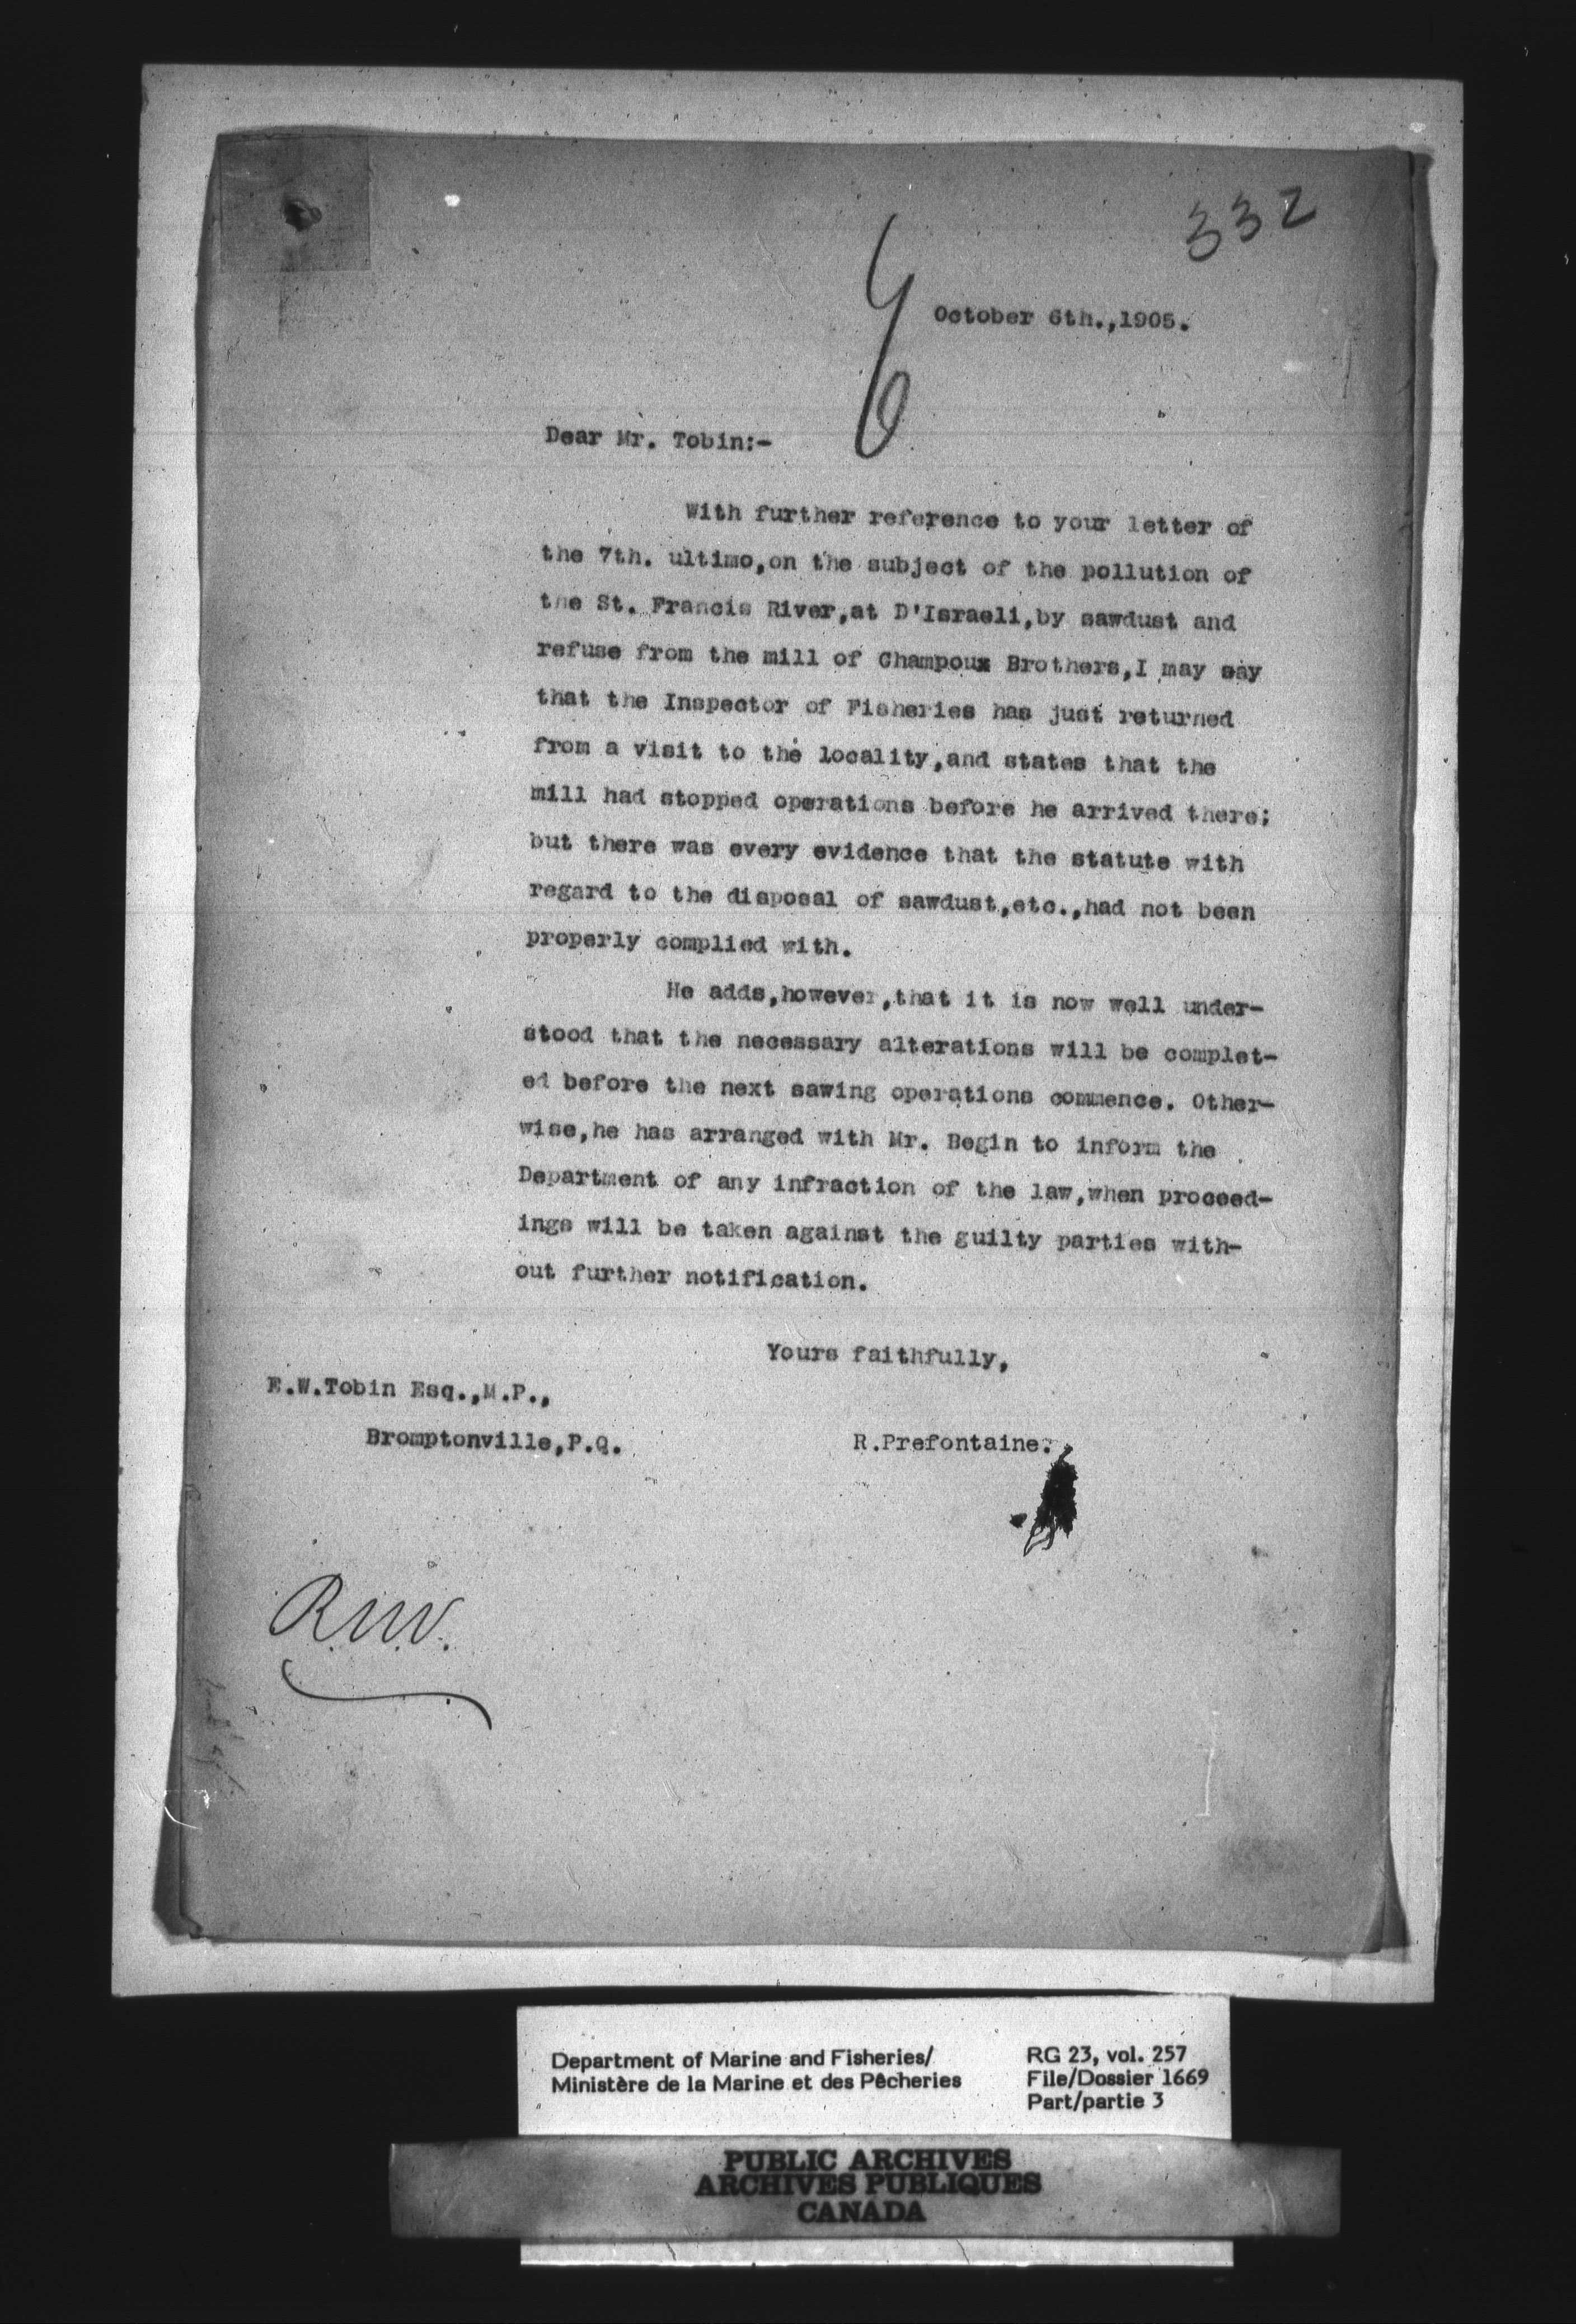 332
October 6th.,1905.
Dear Mr. Tobin:-
With further reference to your letter of
the 7th. ultimo,on the subject of the pollution of
the St. Francis River,at D'Israeli,by sawdust and
refuse from the mill of Champoux Brothers,I may say
that the Inspector of Fisheries has just returned
from a visit to the locality,and states that the
mill had stopped operations before he arrived there;
but there was every evidence that the statute with
regard to the disposal of sawdust,etc.,had not been
properly complied with.
He adds,however,that it is now well under-
stood that the necessary alterations will be complet-
ed before the next sawing operations commence. Other-
wise,he has arranged with Mr. Begin to inform the
Department of any infraction of the law,when proceed-
ings will be taken against the guilty parties with-
out further notification.
Yours faithfully,
E.W.Tobin Esq.,M.P.,
Bromptonville,P.Q.
R.Prefontaine.
Department of Marine and Fisheries/
Ministère de la Marine et des Pêcheries
RG 23, vol. 257
File/Dossier 1669
Part/partie 3
PUBLIC ARCHIVES
ARCHIVES PUBLIQUES
CANADA